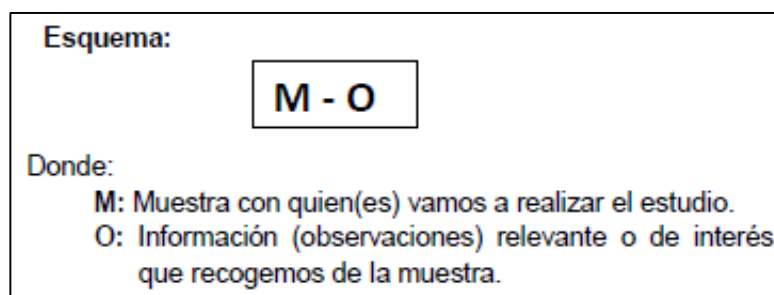 Esquema:
M - O
Donde:
M: Muestra con quien(es) vamos a realizar el estudio.
O: Información (observaciones) relevante o de interés
que recogemos de la muestra.